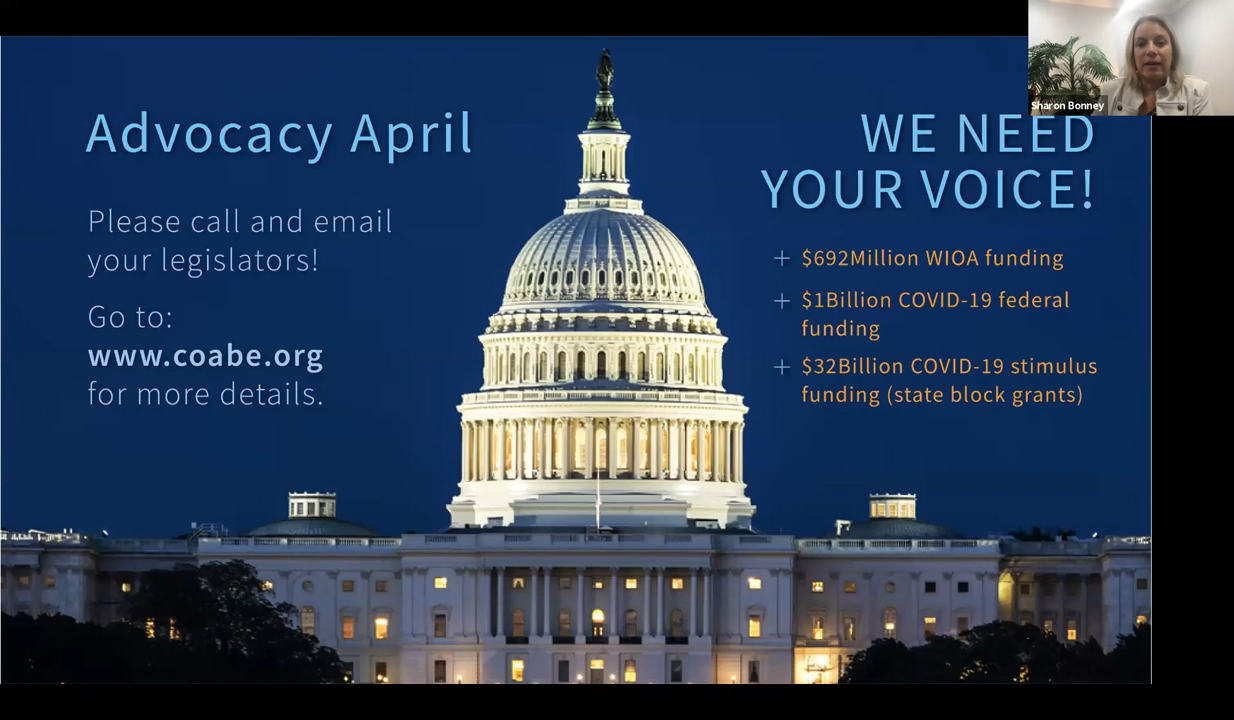 Advocacy April
Please call and email
your legislators!
Go to:
www.coabe.org
for more details.
WE NEED
YOUR VOICE!
+ $692Million WIOA funding
+ $1Billion COVID-19 federal
funding
+ $32Billion COVID-19 stimulus
funding (state block grants)
Sharon Bonney